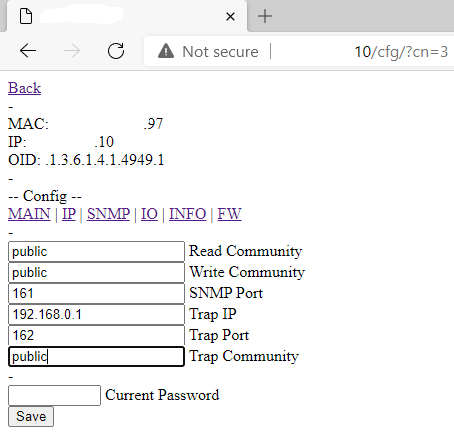 Not secure | 10/cfg/?cn=3
Back
-
MAC: .97
IP: .10
OID: .1.3.6.1.4.1.4949.1
-
-- Config --
MAIN | IP | SNMP | IO | INFO | FW
-
public Read Community
public Write Community
161 SNMP Port
192.168.0.1 Trap IP
162 Trap Port
public Trap Community
-
Current Password
Save